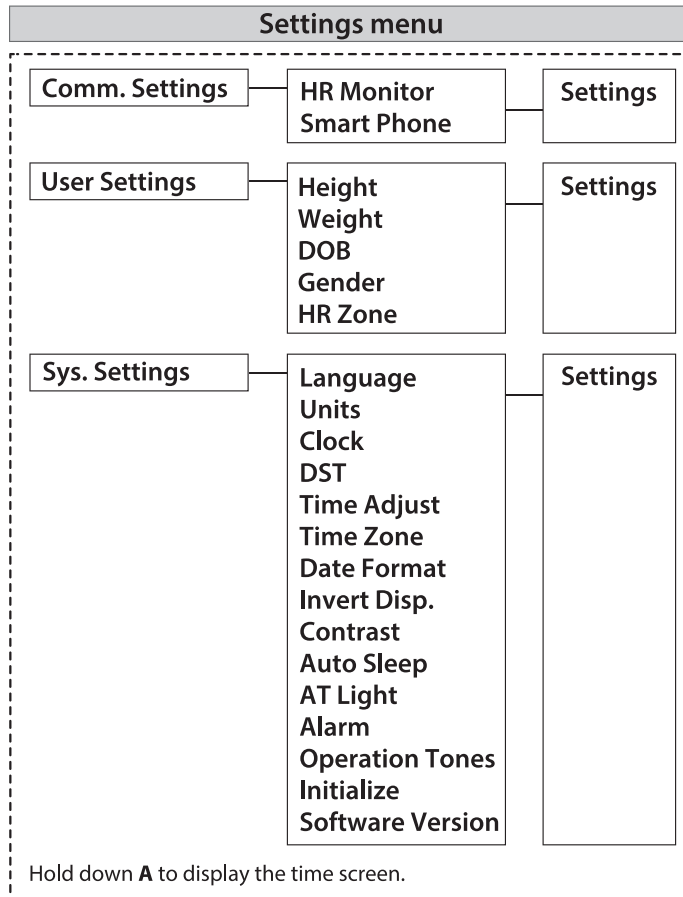 Settings menu
Comm. Settings
HR Monitor
Smart Phone
Settings
User Settings
Height
Weight
DOB
Gender
HR Zone
Settings
Sys. Settings
Language
Units
Clock
DST
Time Adjust
Time Zone
Date Format
Invert Disp.
Contrast
Auto Sleep
AT Light
Alarm
Operation Tones
Initialize
Software Version
Settings
Hold down A to display the time screen.